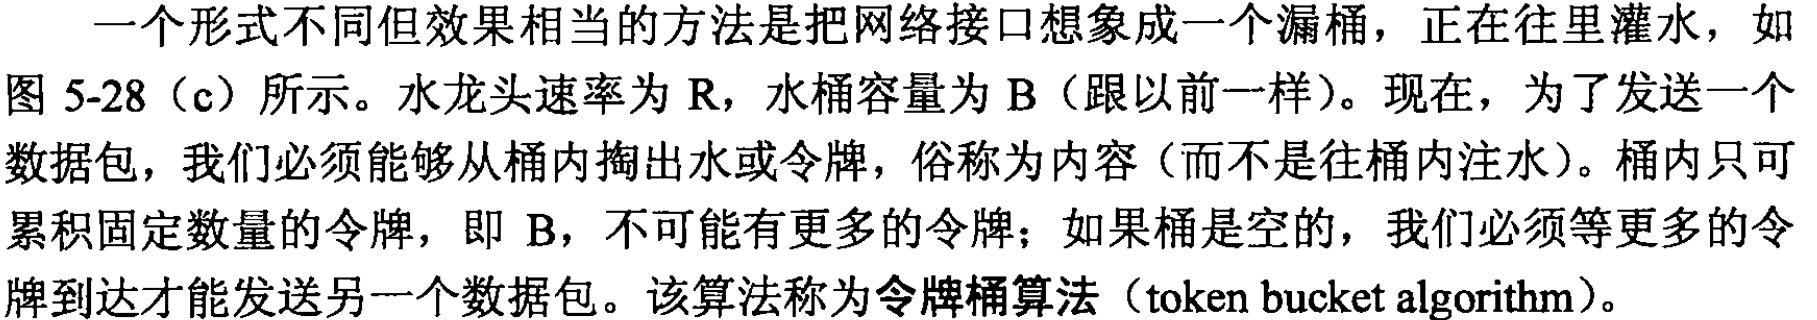 一个形式不同但效果相当的方法是把网络接口想象成一个漏桶，正在往里灌水，如
图 5-28（c）所示。水龙头速率为 R，水桶容量为 B（跟以前一样）。现在，为了发送一个
数据包，我们必须能够从桶内掏出水或令牌，俗称为内容（而不是往桶内注水）。桶内只可
累积固定数量的令牌，即 B，不可能有更多的令牌；如果桶是空的，我们必须等更多的令
牌到达才能发送另一个数据包。该算法称为令牌桶算法（token bucket algorithm）。